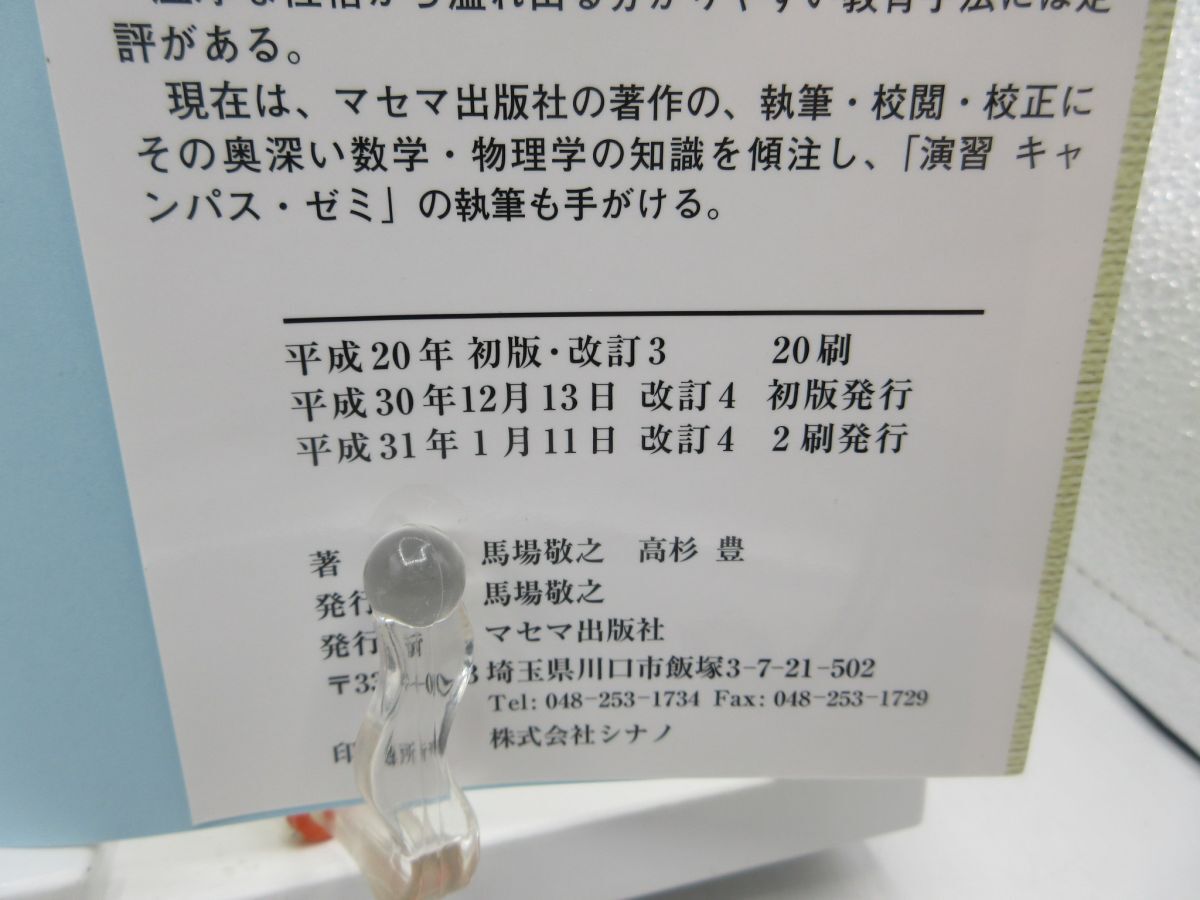 評がある。
現在は、マセマ出版社の著作の、執筆・校閲・校正に
その奥深い数学・物理学の知識を傾注し、「演習 キャ
ンパス・ゼミ」の執筆も手がける。
平成20年 初版・改訂3 20刷
平成30年12月13日 改訂4 初版発行
平成31年 1月11日 改訂4 2刷発行
著 馬場敬之 高杉 豊
発行 馬場敬之
発行 マセマ出版社
〒33 3 埼玉県川口市飯塚3-7-21-502
Tel: 048-253-1734 Fax: 048-253-1729
印 株式会社シナノ